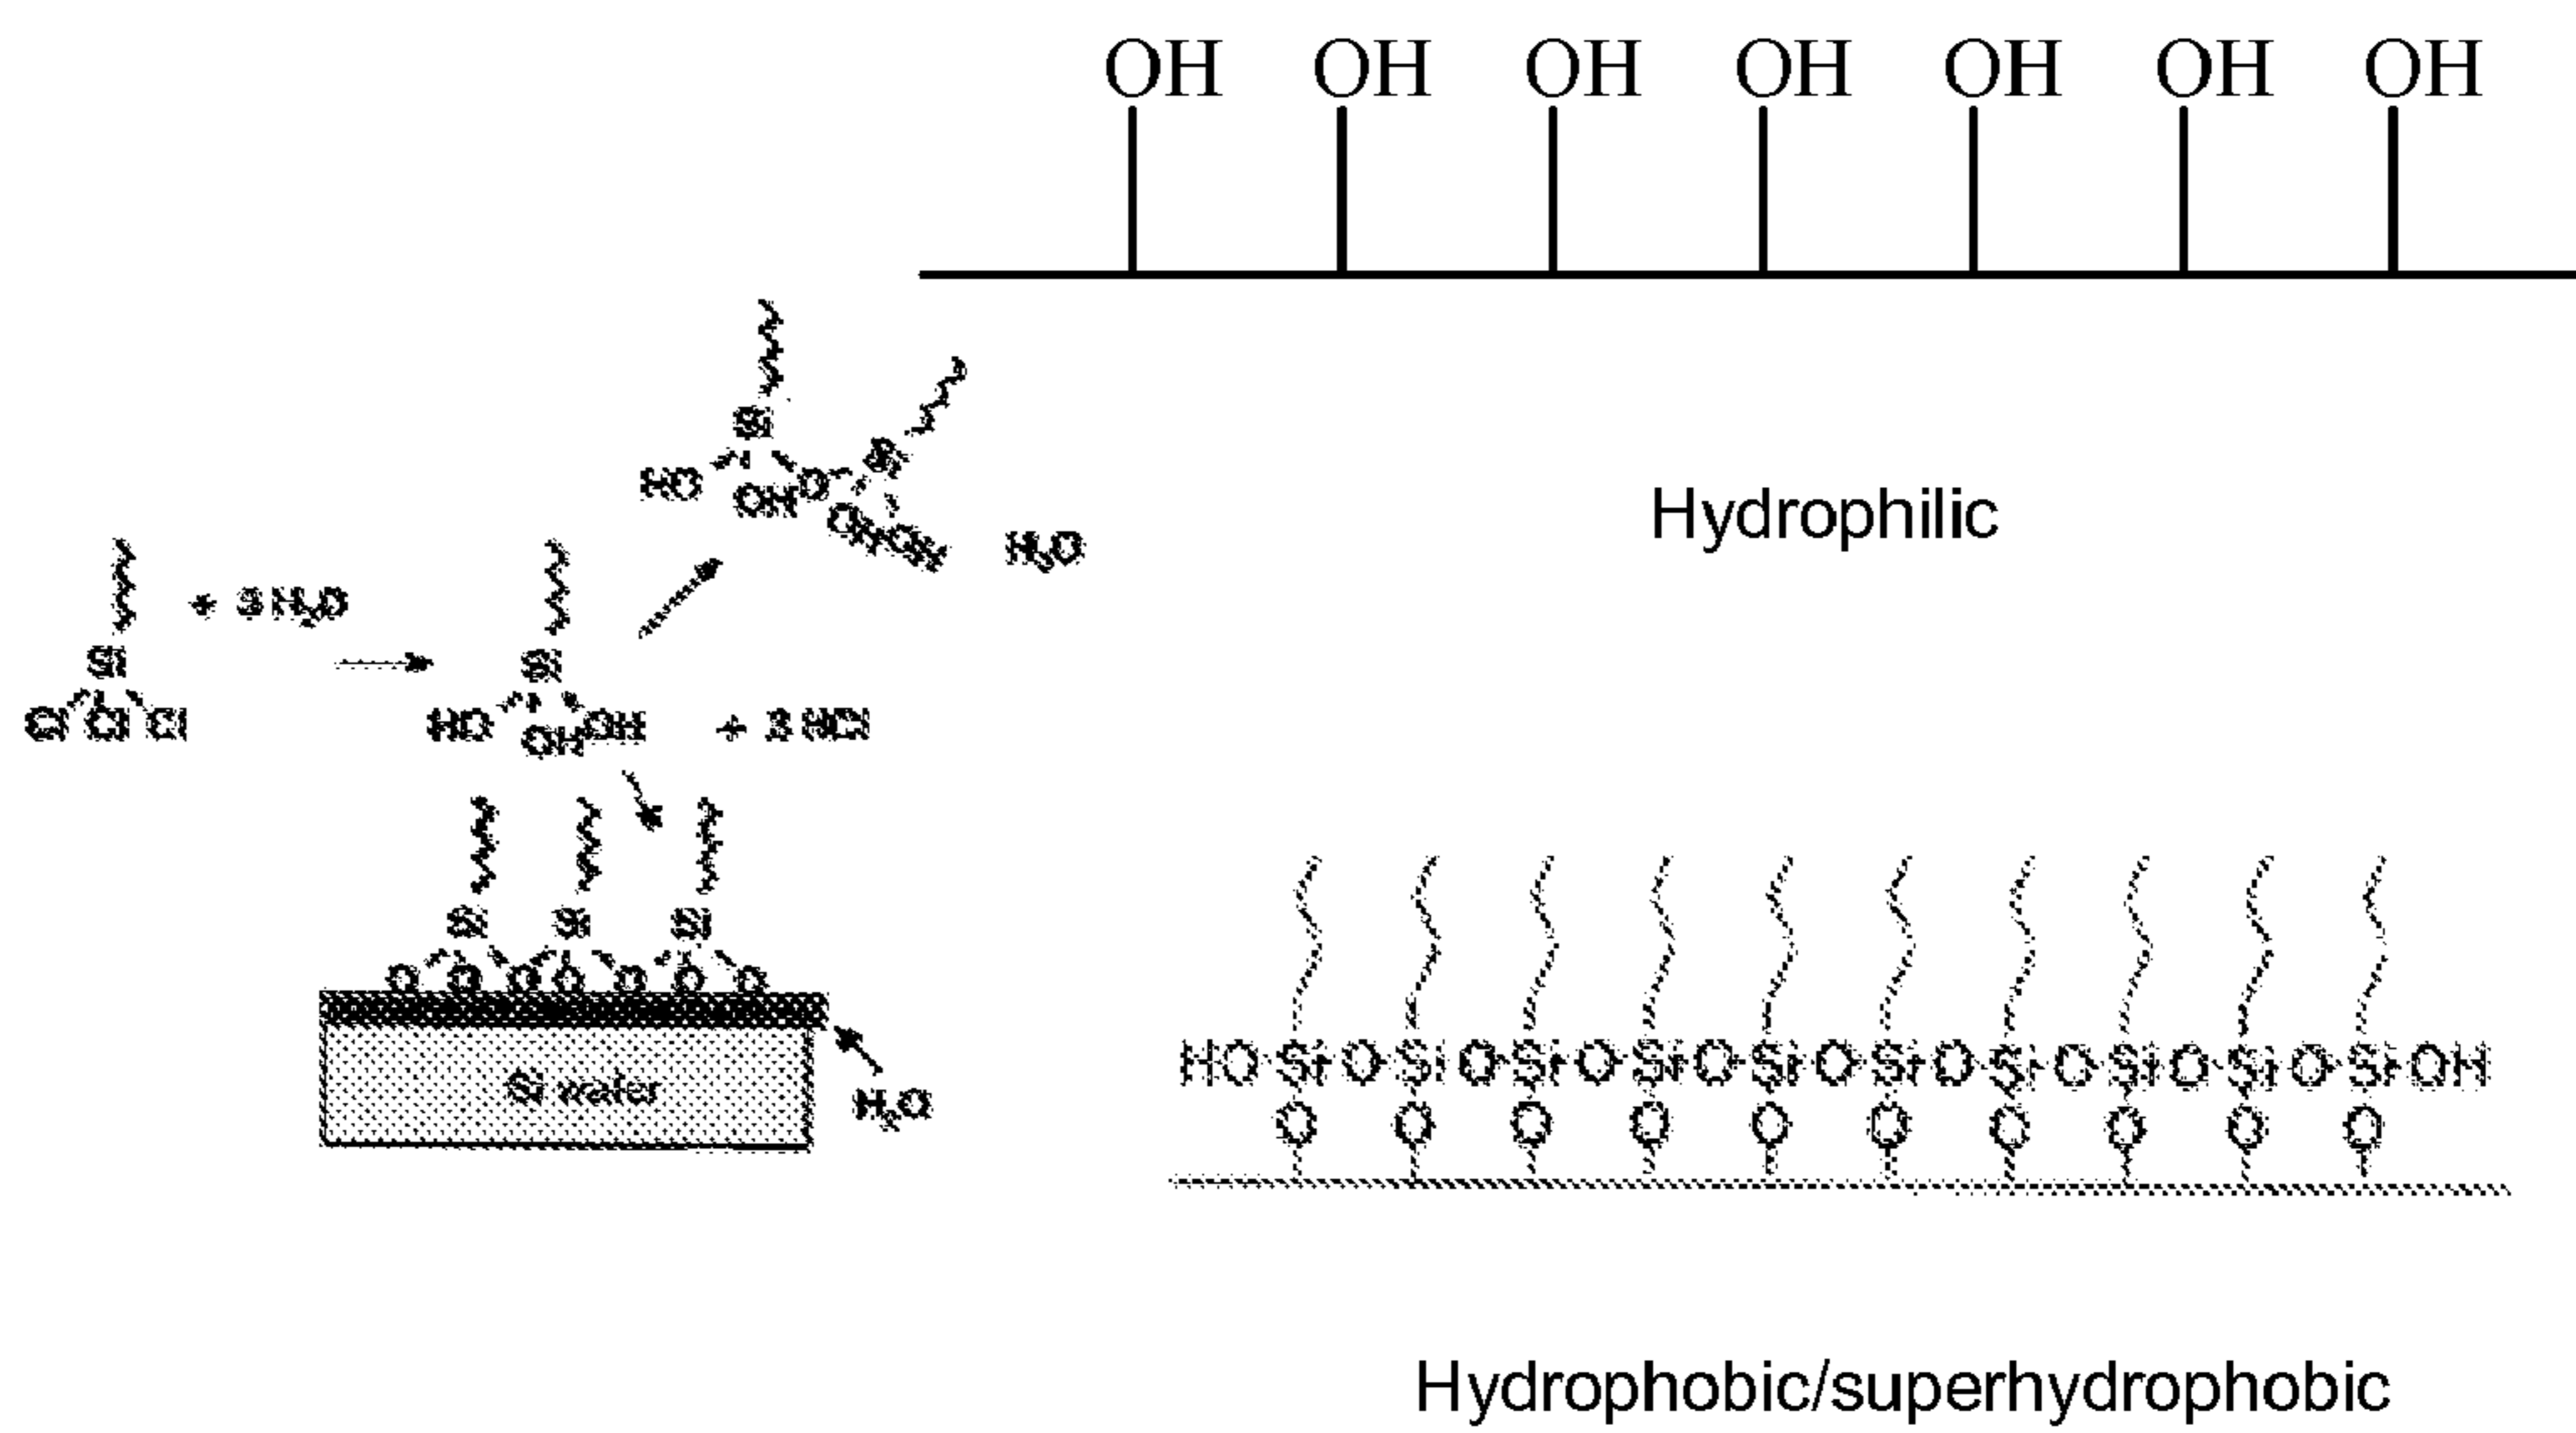 OH OH OH OH OH OH OH
Si Si
HO OH O OH OH H2O
Hydrophilic
+ 3 H2O
Si Si
Cl Cl Cl HO OH OH + 3 HCl
Si Si Si
O O O O O O O
Si wafer
H2O
HO Si O Si O Si O Si O Si O Si O Si O Si O Si O Si OH
O O O O O O O O O O
Hydrophobic/superhydrophobic